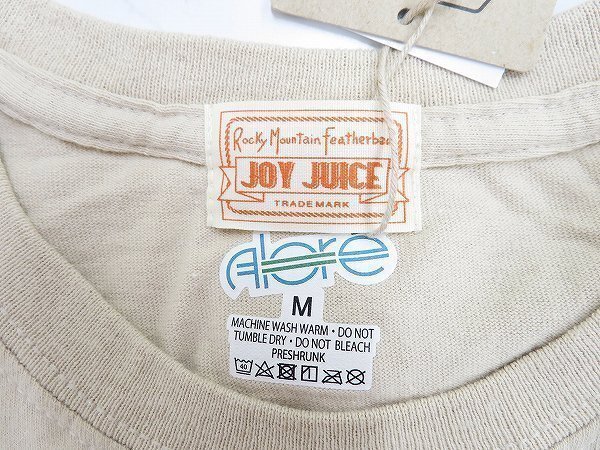 Rocky Mountain Featherbed
JOY JUICE
TRADE MARK
Alore
M
MACHINE WASH WARM · DO NOT
TUMBLE DRY · DO NOT BLEACH
PRESHRUNK
40